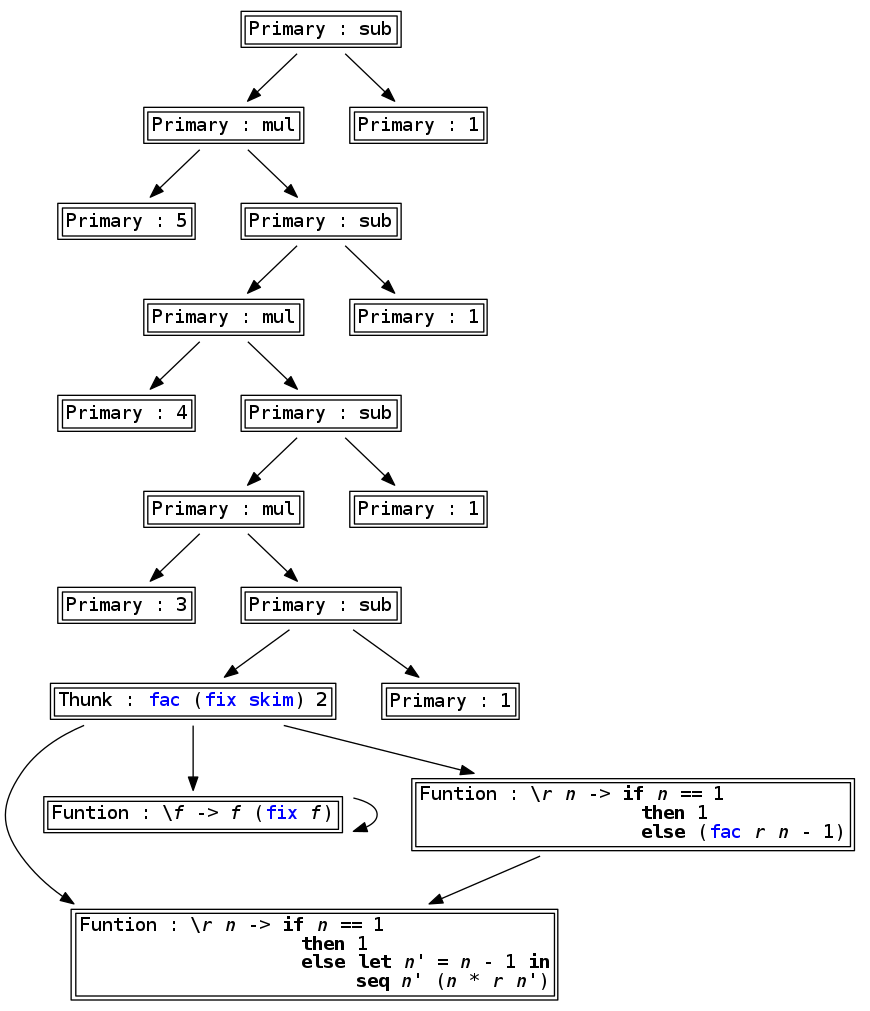 Primary : sub
Primary : mul
Primary : 1
Primary : 5
Primary : sub
Primary : mul
Primary : 1
Primary : 4
Primary : sub
Primary : mul
Primary : 1
Primary : 3
Primary : sub
Thunk : fac (fix skim) 2
Primary : 1
Funtion : \f -> f (fix f)
Funtion : \r n -> if n == 1
then 1
else (fac r n - 1)
Funtion : \r n -> if n == 1
then 1
else let n' = n - 1 in
seq n' (n * r n')